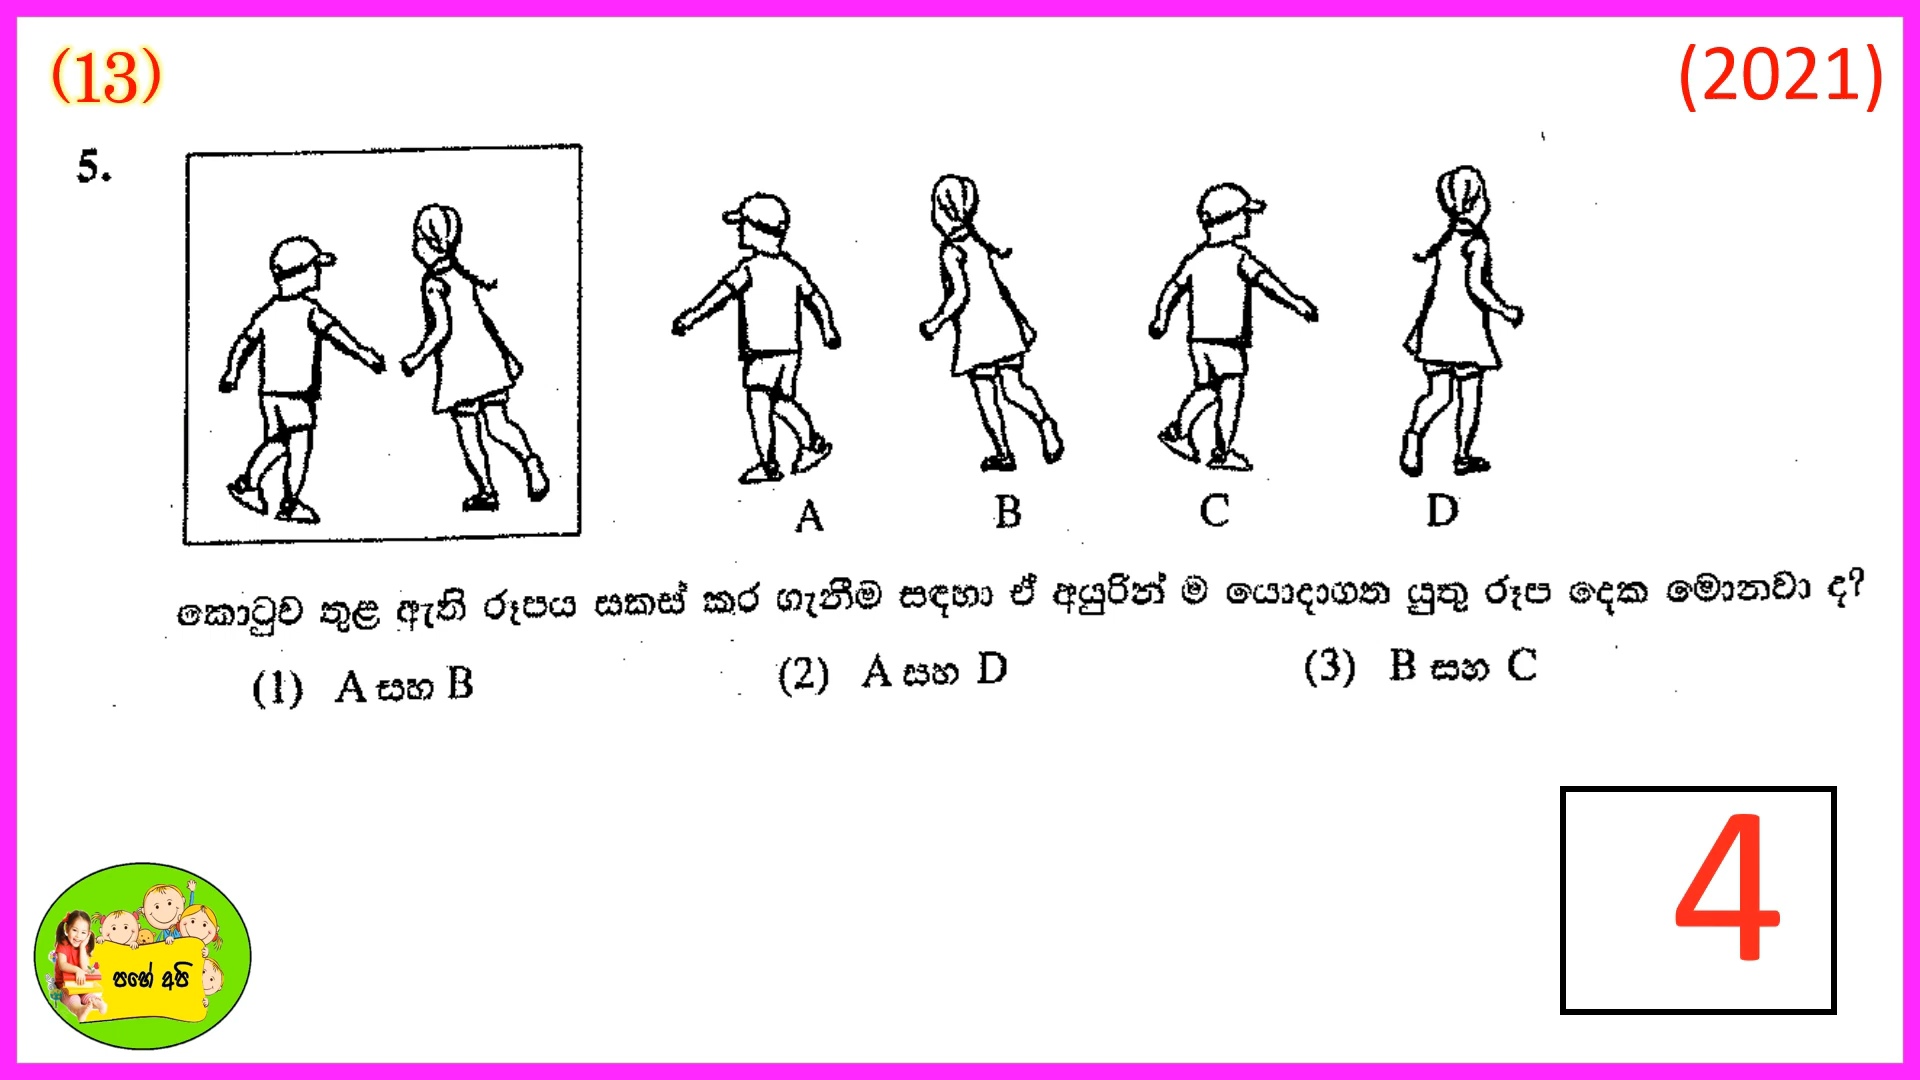 (13)
(2021)
5.
A B C D
කොටුව තුළ ඇති රූපය සකස් කර ගැනීම සඳහා ඒ අයුරින් ම යොදාගත යුතු රූප දෙක මොනවා ද?
(1) A සහ B (2) A සහ D (3) B සහ C
4
පහේ අපි